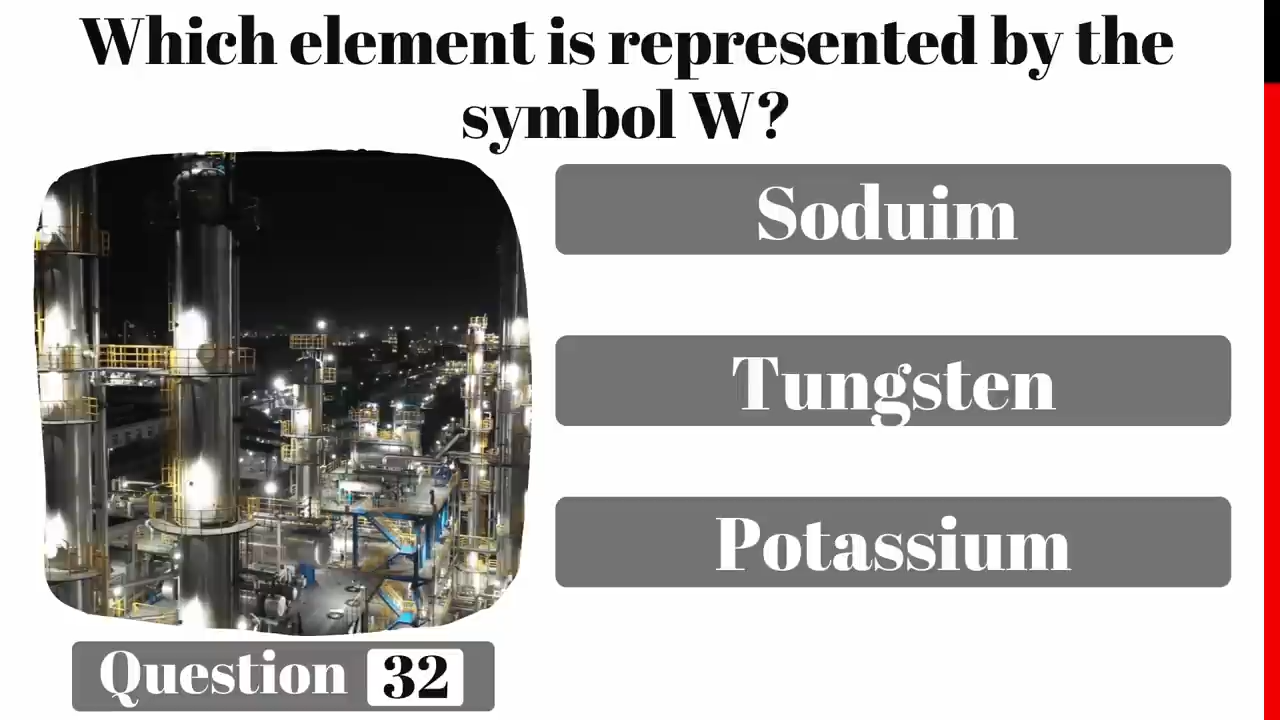 Which element is represented by the
symbol W?
Soduim
Tungsten
Potassium
Question 32